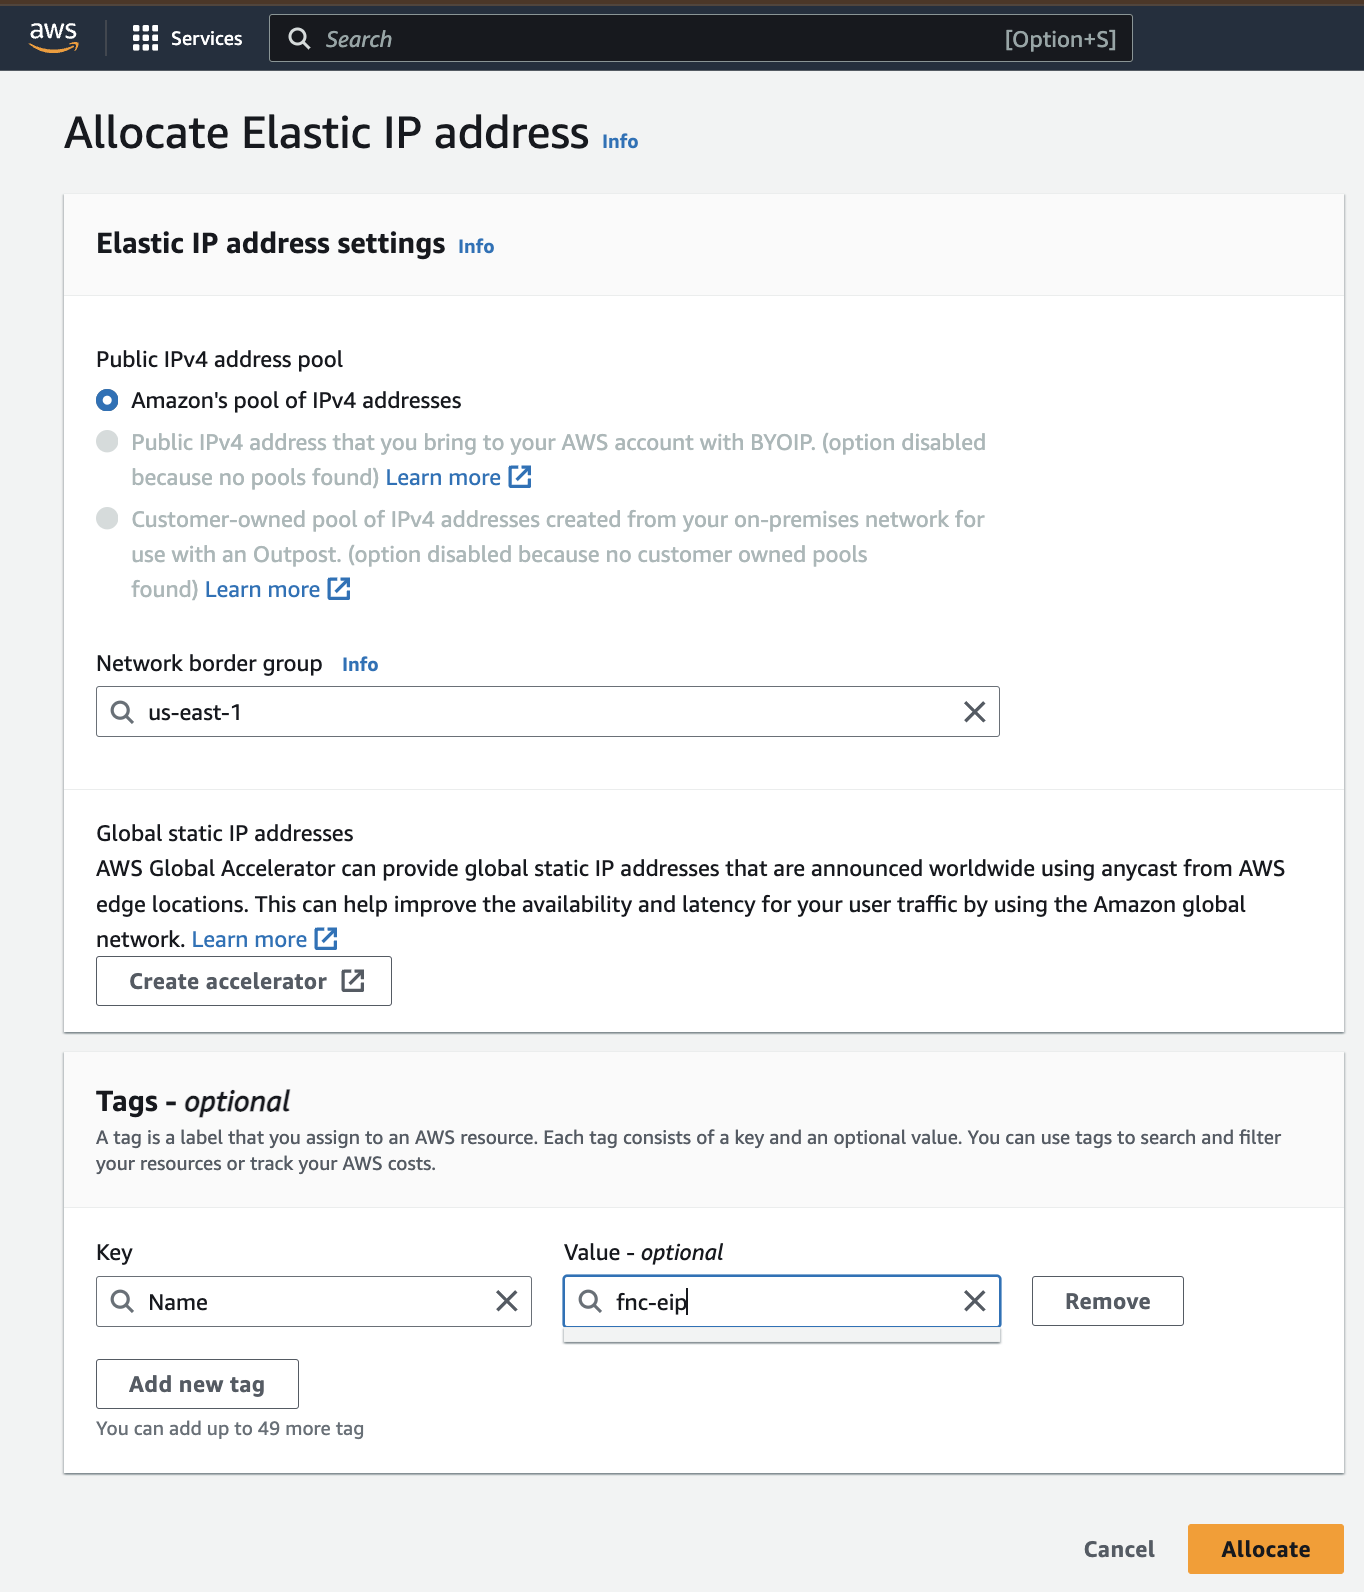 aws Services Search [Option+S]
Allocate Elastic IP address Info
Elastic IP address settings Info
Public IPv4 address pool
Amazon's pool of IPv4 addresses
Public IPv4 address that you bring to your AWS account with BYOIP. (option disabled
because no pools found) Learn more
Customer-owned pool of IPv4 addresses created from your on-premises network for
use with an Outpost. (option disabled because no customer owned pools
found) Learn more
Network border group Info
us-east-1
Global static IP addresses
AWS Global Accelerator can provide global static IP addresses that are announced worldwide using anycast from AWS
edge locations. This can help improve the availability and latency for your user traffic by using the Amazon global
network. Learn more
Create accelerator
Tags - optional
A tag is a label that you assign to an AWS resource. Each tag consists of a key and an optional value. You can use tags to search and filter
your resources or track your AWS costs.
Key Value - optional
Name fnc-eip Remove
Add new tag
You can add up to 49 more tag
Cancel Allocate